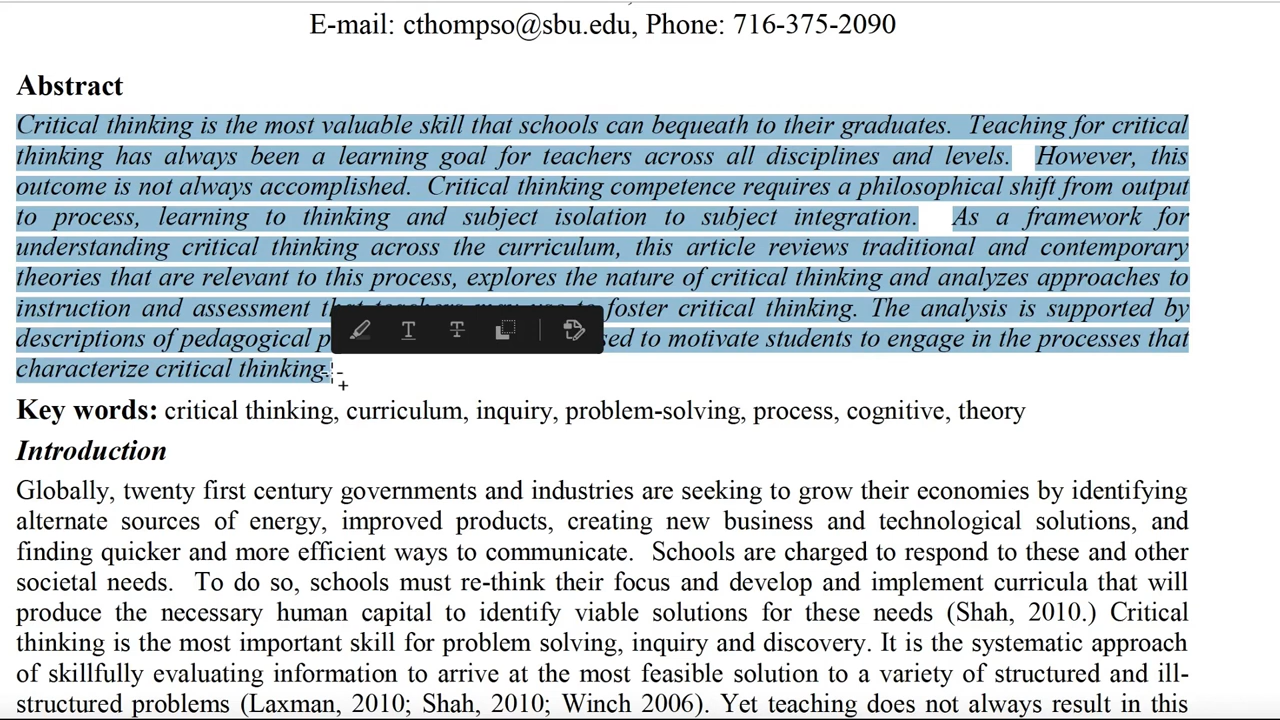 E-mail: cthompso@sbu.edu, Phone: 716-375-2090
Abstract
Critical thinking is the most valuable skill that schools can bequeath to their graduates. Teaching for critical
thinking has always been a learning goal for teachers across all disciplines and levels. However, this
outcome is not always accomplished. Critical thinking competence requires a philosophical shift from output
to process, learning to thinking and subject isolation to subject integration. As a framework for
understanding critical thinking across the curriculum, this article reviews traditional and contemporary
theories that are relevant to this process, explores the nature of critical thinking and analyzes approaches to
instruction and assessment that teachers may use to foster critical thinking. The analysis is supported by
descriptions of pedagogical to motivate students to engage in the processes that
characterize critical thinking.
Key words: critical thinking, curriculum, inquiry, problem-solving, process, cognitive, theory
Introduction
Globally, twenty first century governments and industries are seeking to grow their economies by identifying
alternate sources of energy, improved products, creating new business and technological solutions, and
finding quicker and more efficient ways to communicate. Schools are charged to respond to these and other
societal needs. To do so, schools must re-think their focus and develop and implement curricula that will
produce the necessary human capital to identify viable solutions for these needs (Shah, 2010.) Critical
thinking is the most important skill for problem solving, inquiry and discovery. It is the systematic approach
of skillfully evaluating information to arrive at the most feasible solution to a variety of structured and ill-
structured problems (Laxman, 2010; Shah, 2010; Winch 2006). Yet teaching does not always result in this